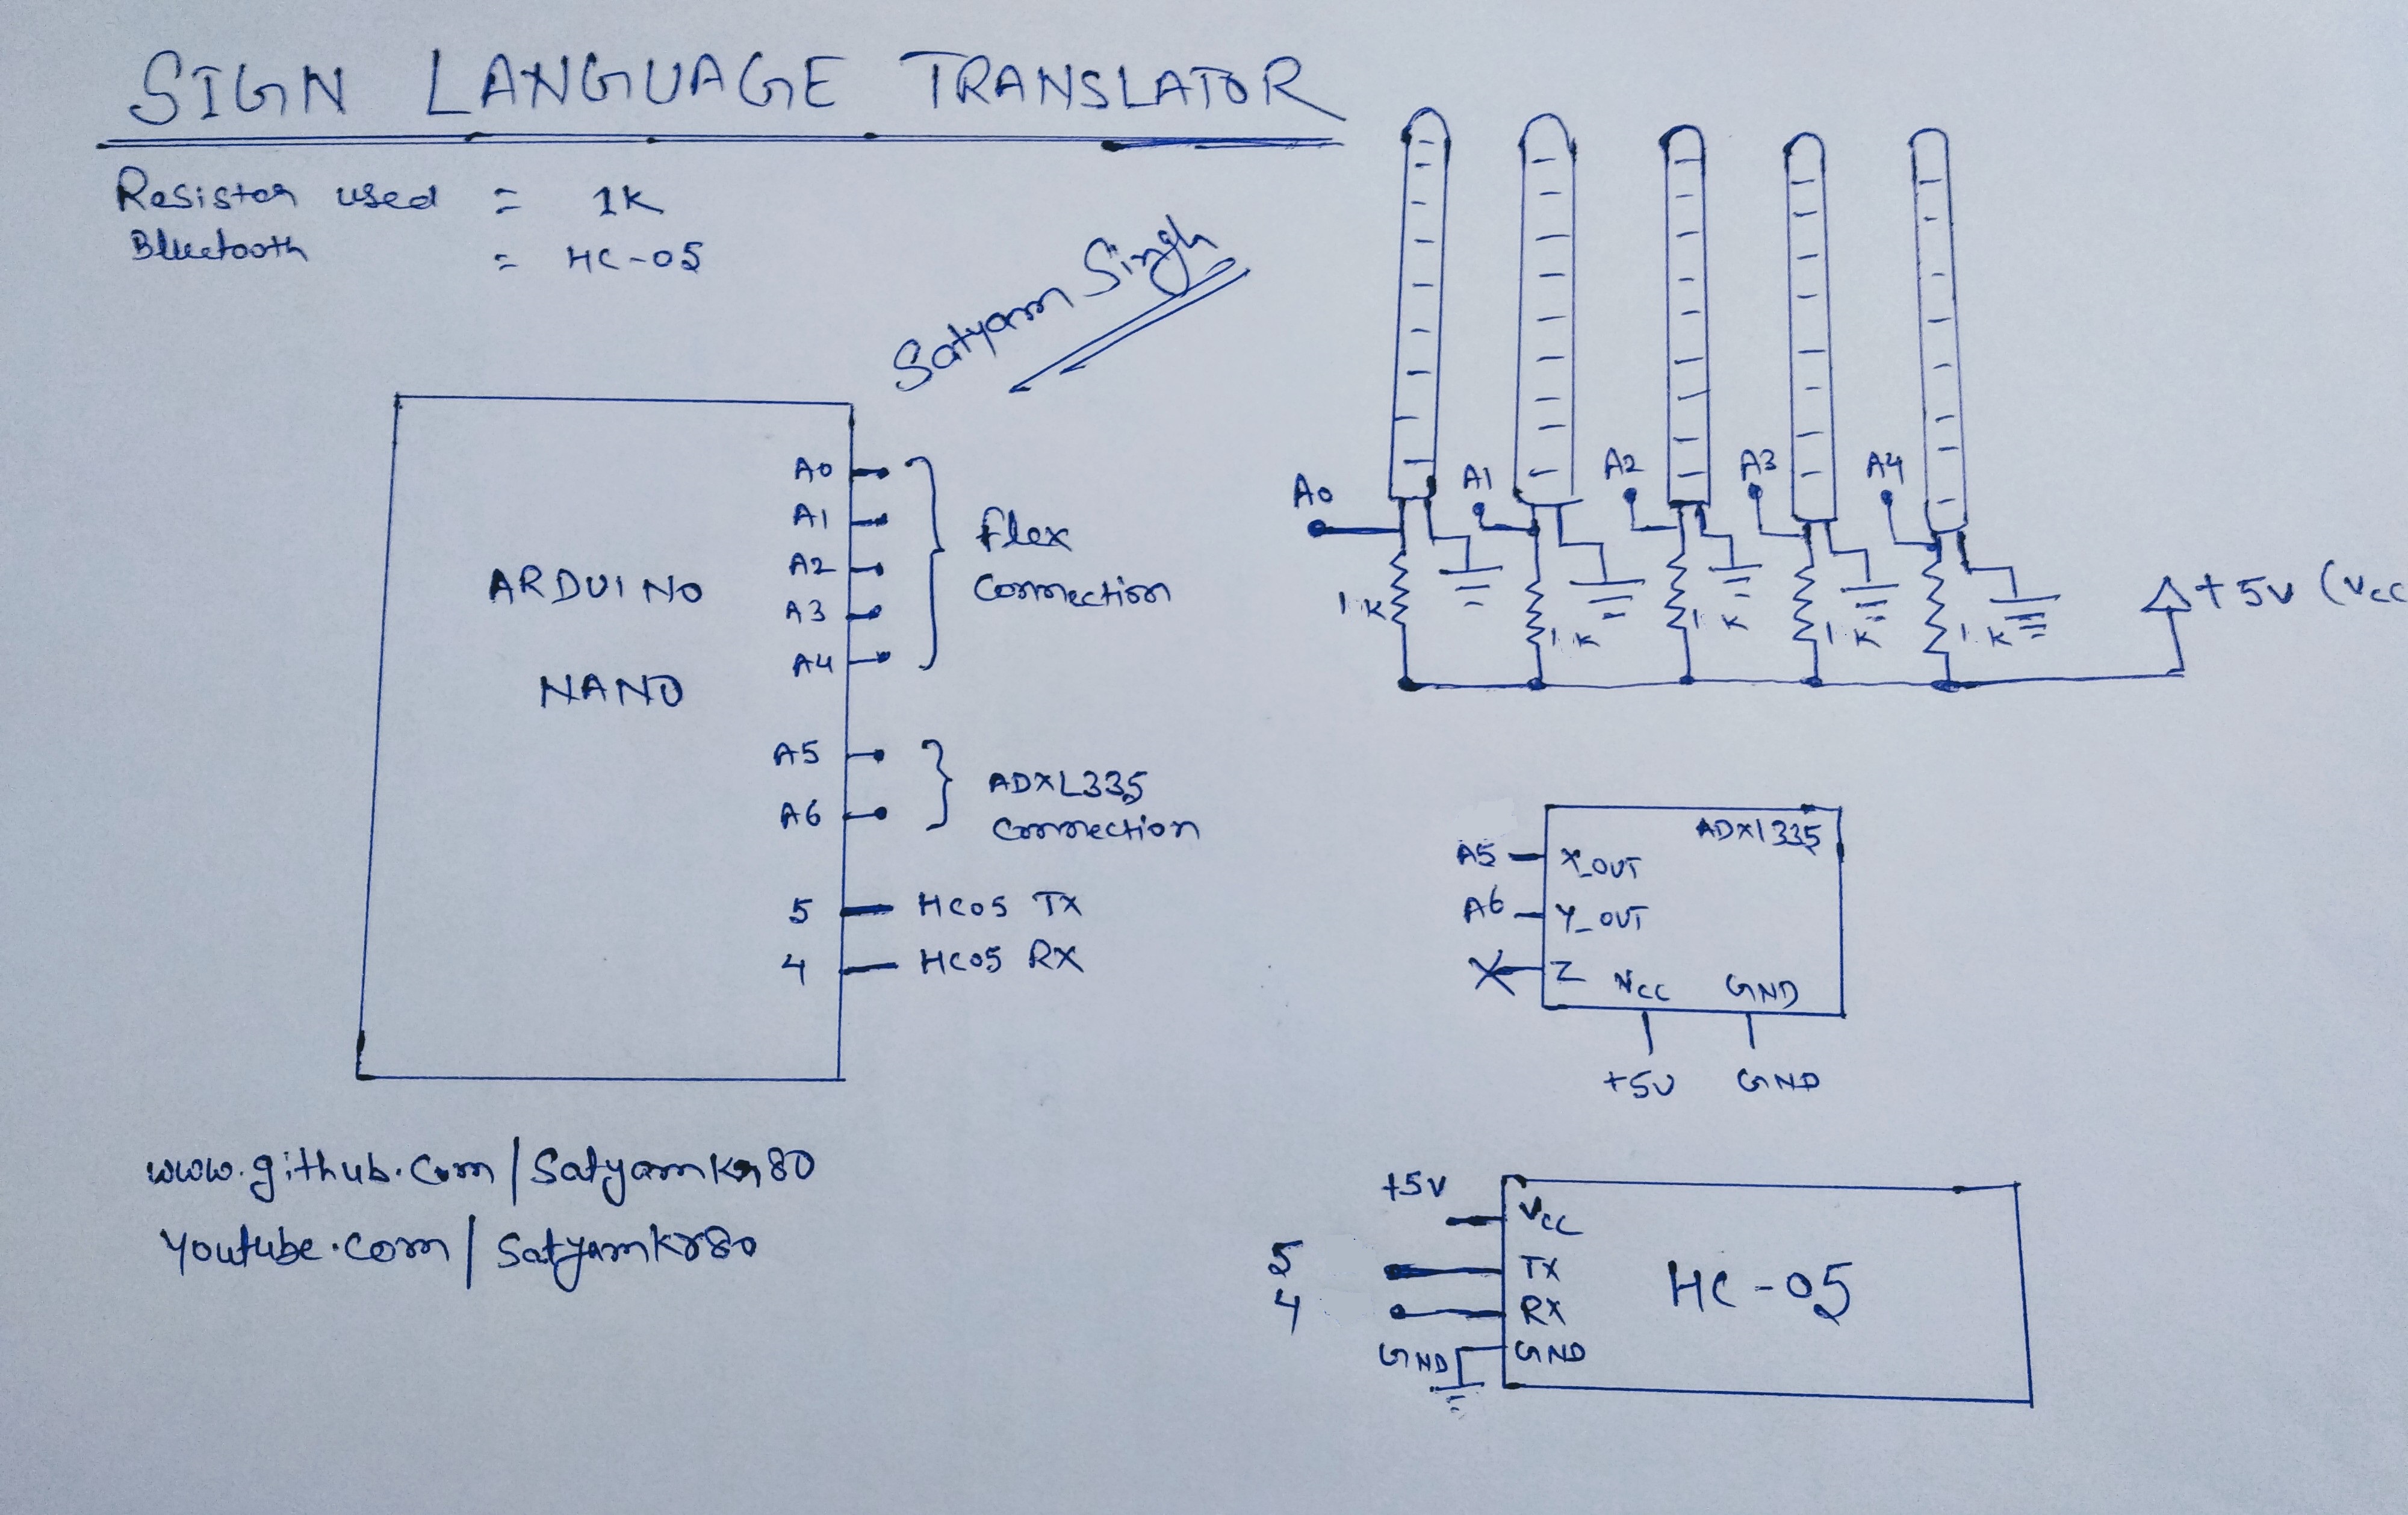 SIGN LANGUAGE TRANSLATOR
Resistor used = 1K
Bluetooth = HC-05
Satyam Singh
ARDUINO
NANO
A0
A1
A2
A3
A4
Flex
Connection
A5
A6
ADXL335
Connection
5 HC05 TX
4 HC05 RX
www.github.com/Satyamkr80
Youtube.com/Satyamkr80
A0 A1 A2 A3 A4
1K 1K 1K 1K 1K
+5V (Vcc
ADXL335
A5 X_OUT
A6 Y_OUT
X Z
Vcc GND
+5V GND
+5V Vcc
5 TX
4 RX
GND GND
HC-05